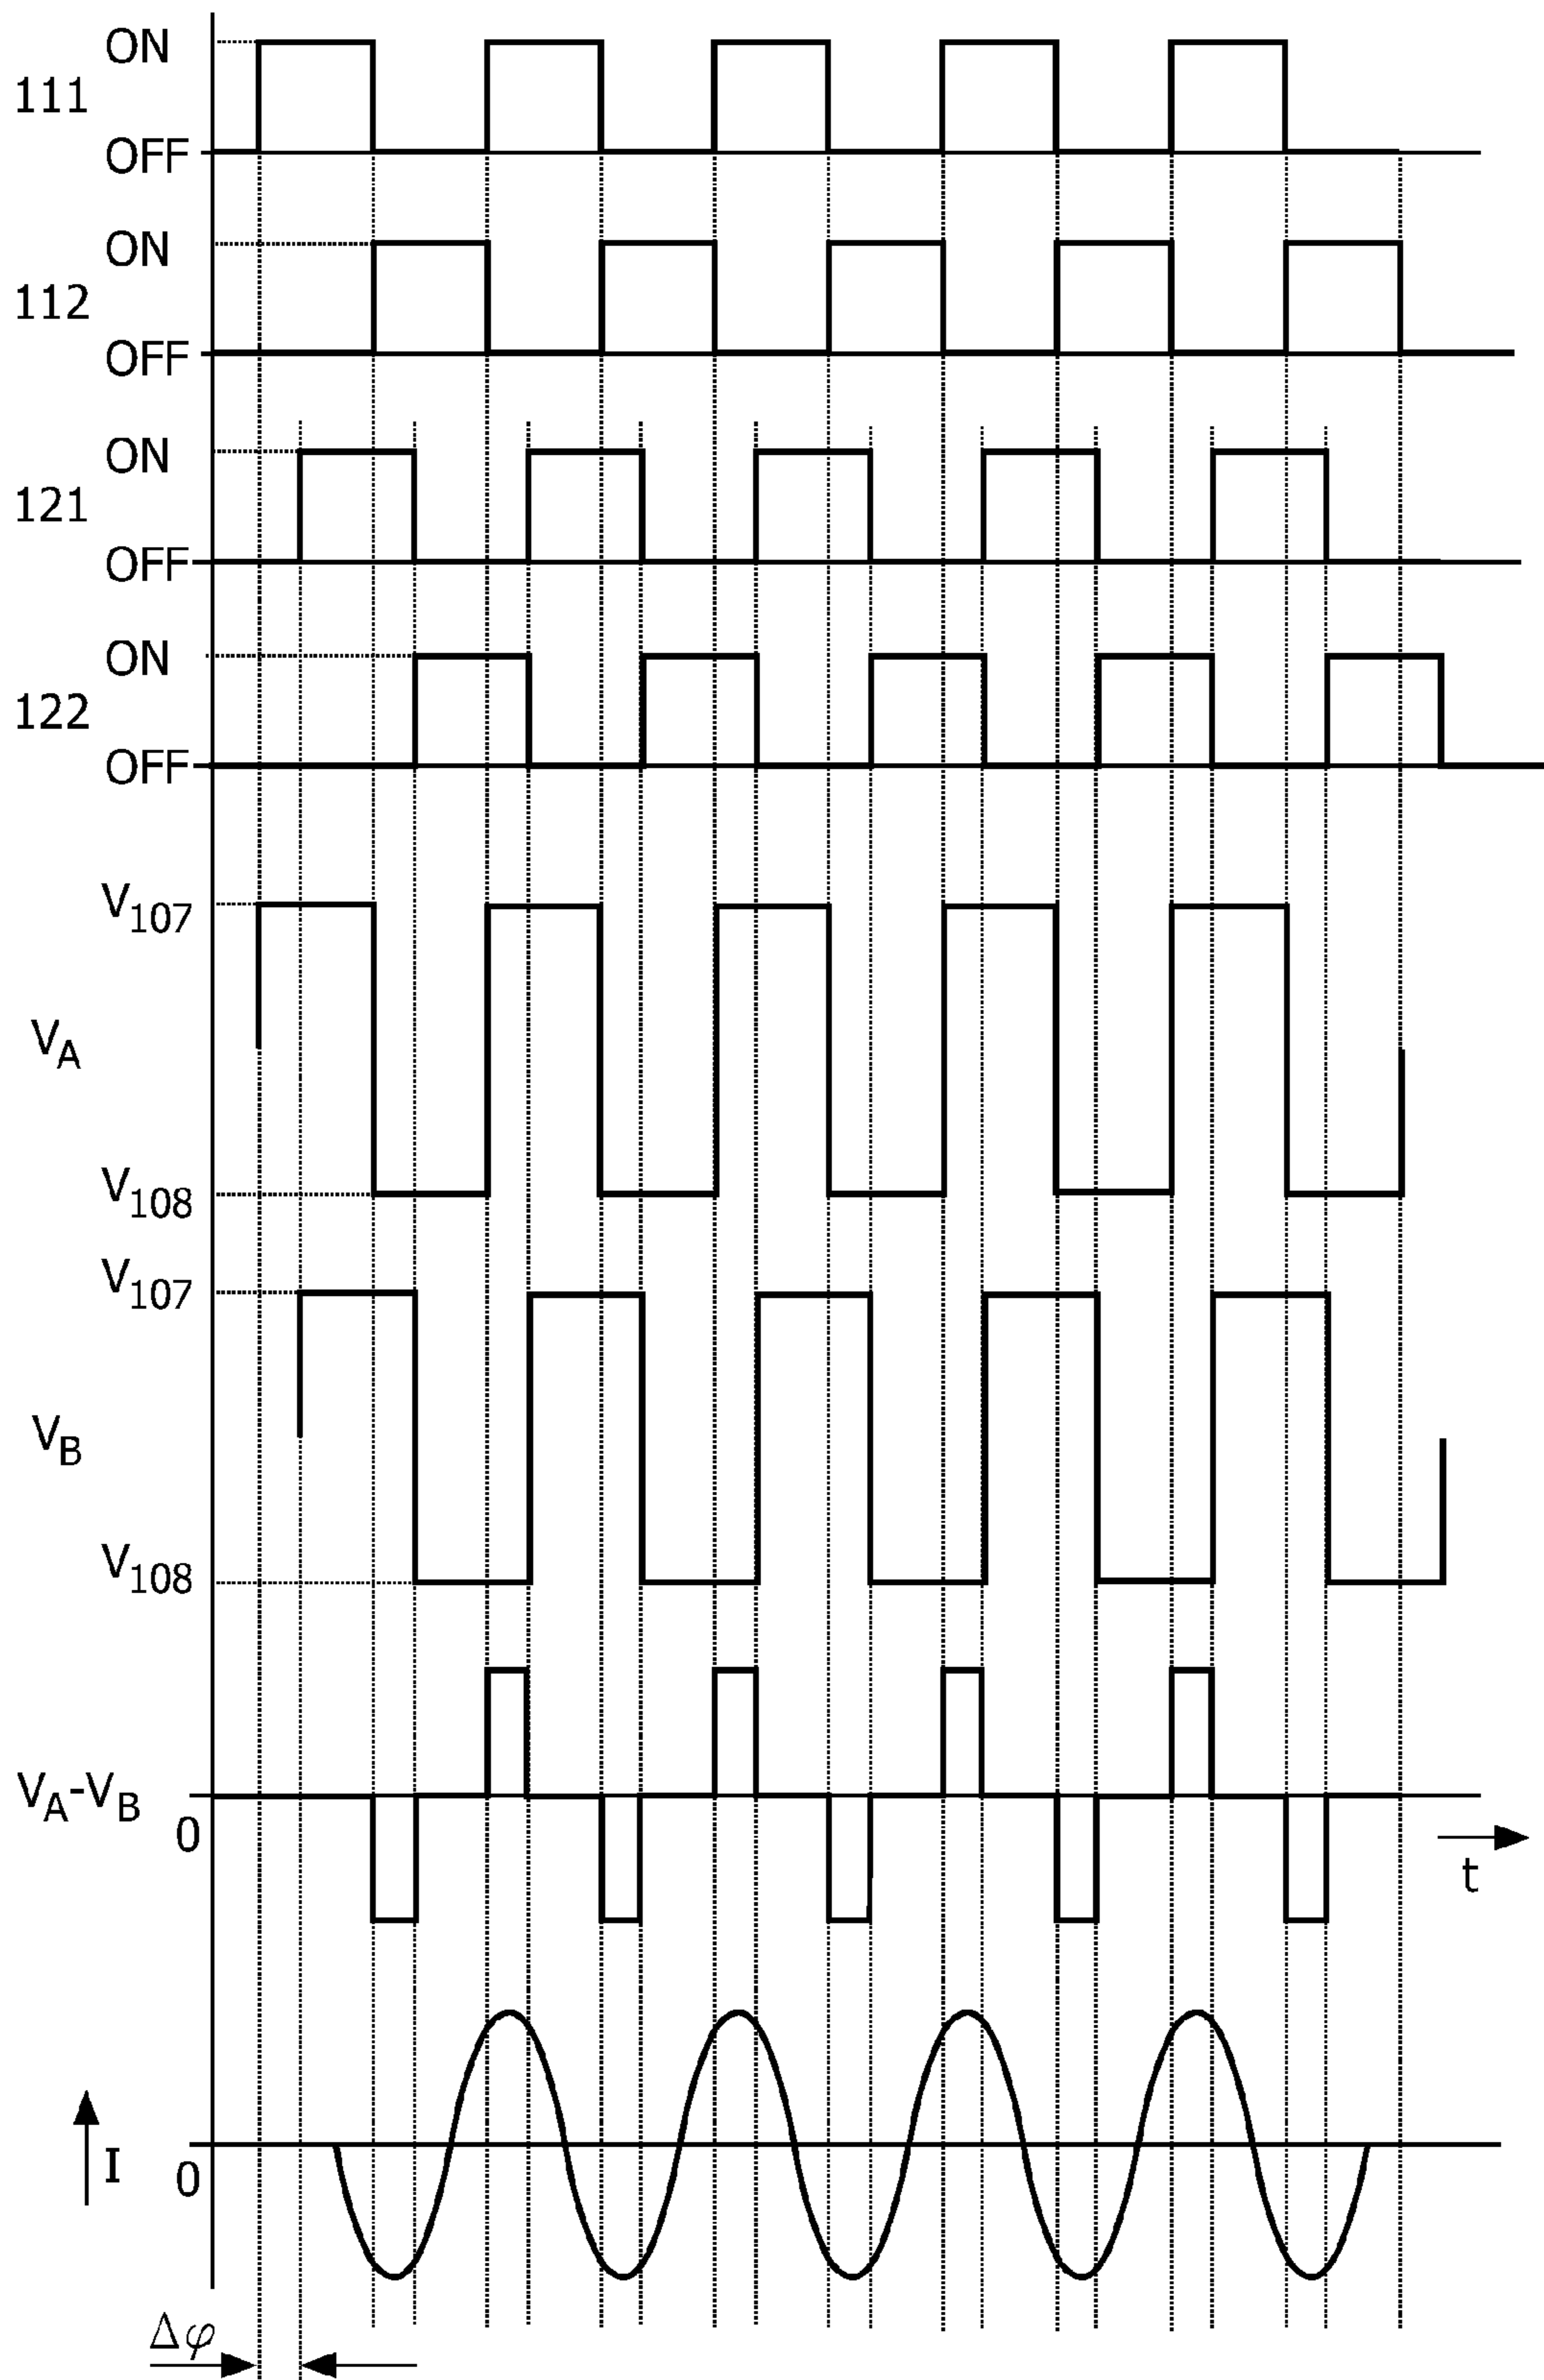 ON
111
OFF
ON
112
OFF
ON
121
OFF
ON
122
OFF
V107
VA
V108
V107
VB
V108
VA-VB
0
t
I
0
Δφ